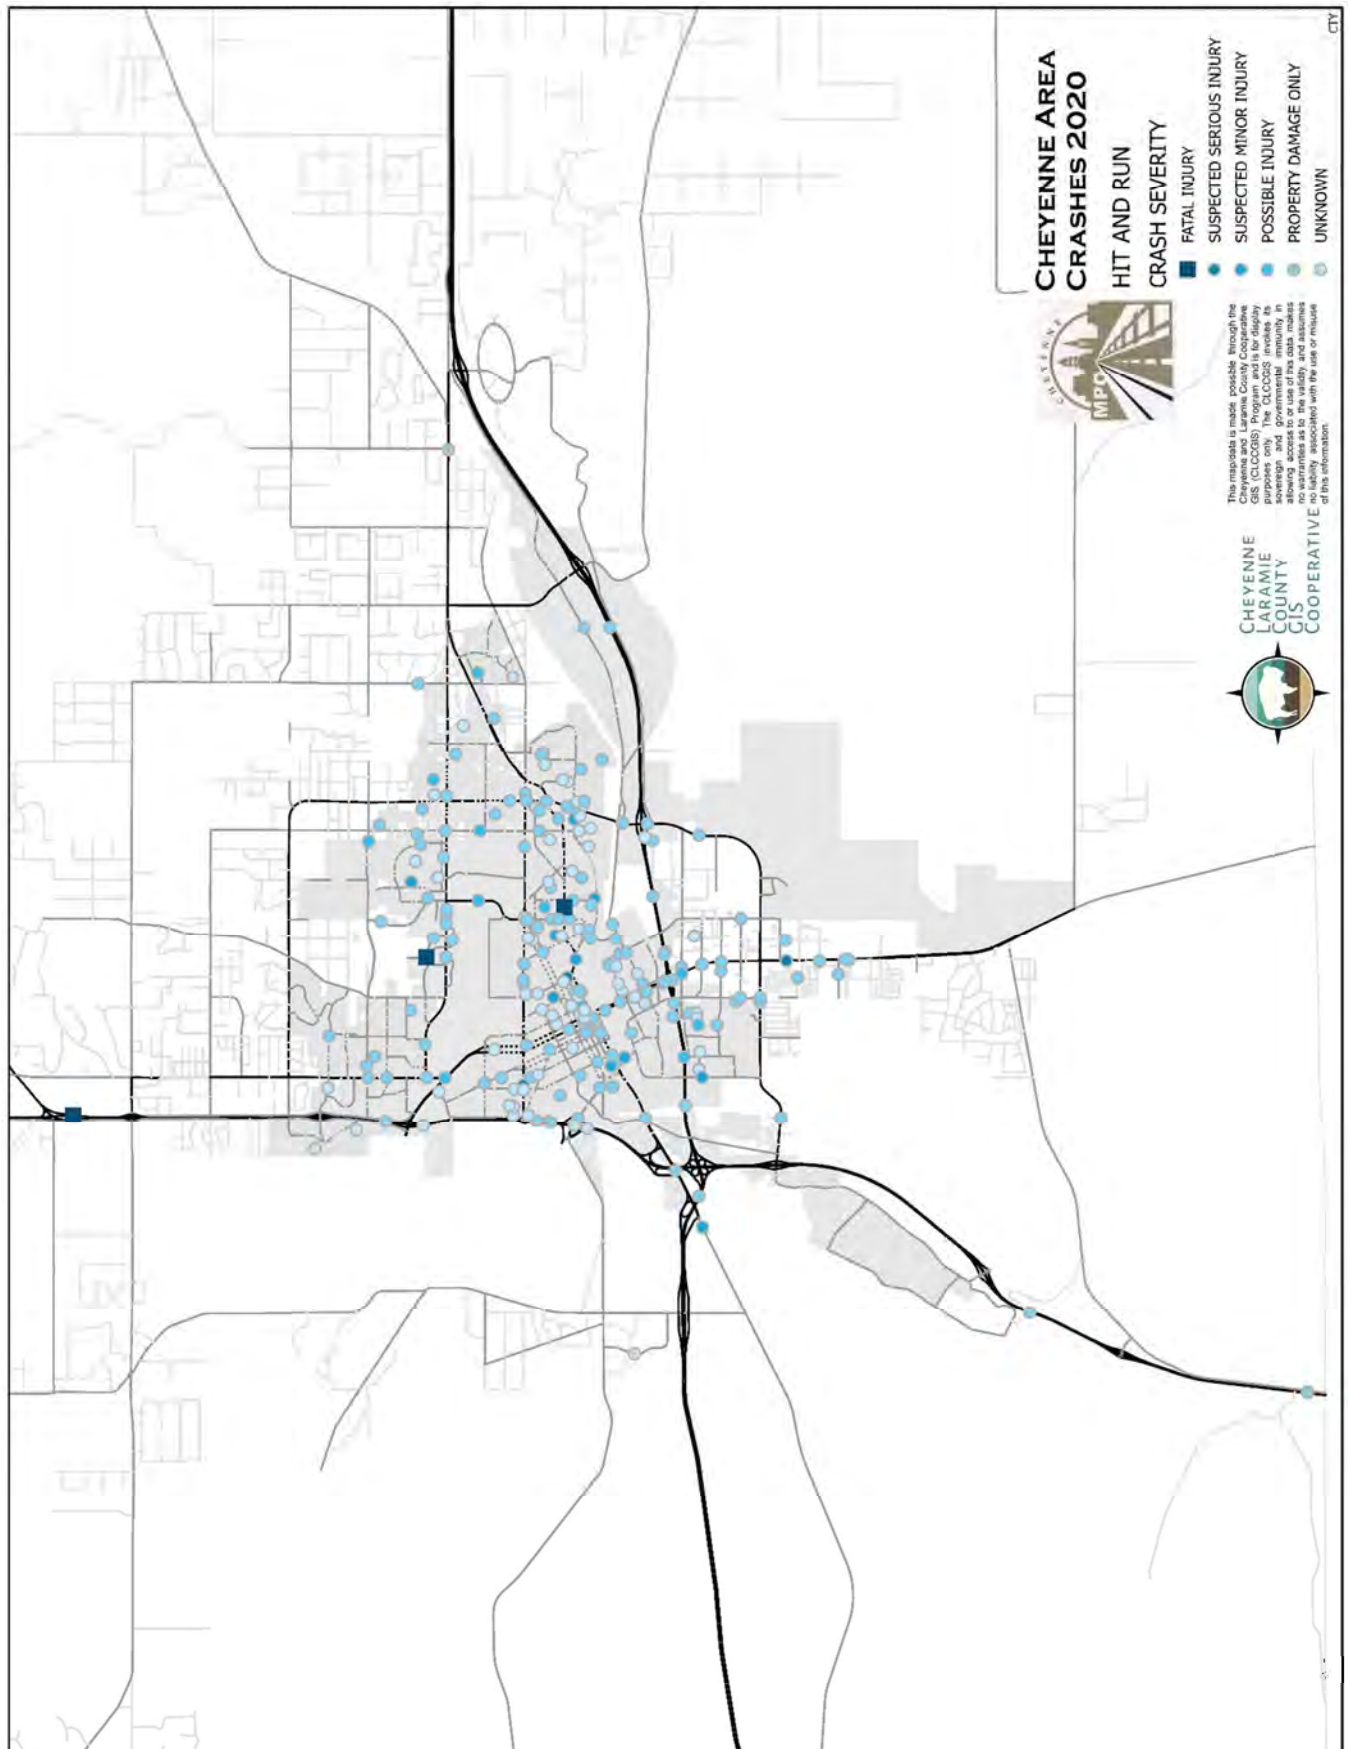 CHEYENNE AREA
CRASHES 2020
HIT AND RUN
CRASH SEVERITY
FATAL INJURY
SUSPECTED SERIOUS INJURY
SUSPECTED MINOR INJURY
POSSIBLE INJURY
PROPERTY DAMAGE ONLY
UNKNOWN
CHEYENNE
MPO
This map/data is made possible through the
Cheyenne and Laramie County Cooperative
GIS (CLCCGIS) Program and is for display
purposes only. The CLCCGIS invokes its
sovereign and governmental immunity in
allowing access to or use of this data, makes
no warranties as to the validity, and assumes
no liability associated with the use or misuse
of this information.
CHEYENNE
LARAMIE
COUNTY
GIS
COOPERATIVE
CTY